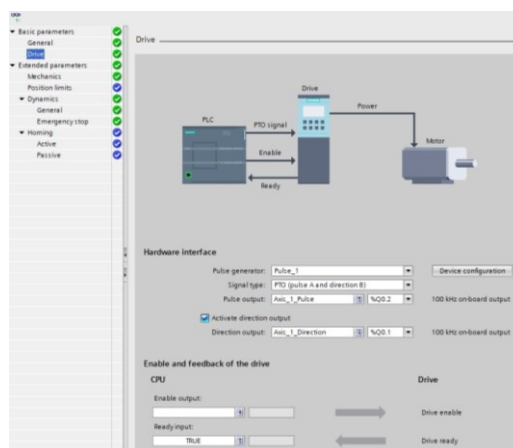 Basic parameters
General
Drive
Extended parameters
Mechanics
Position limits
Dynamics
General
Emergency stop
Homing
Active
Passive
Drive
Drive
PLC
PTO signal
Power
Motor
Enable
Ready
Hardware interface
Pulse generator: Pulse_1 Device configuration
Signal type: PTO (pulse A and direction B)
Pulse output: Axis_1_Pulse %Q0.2 100 kHz on-board output
Activate direction output
Direction output: Axis_1_Direction %Q0.1 100 kHz on-board output
Enable and feedback of the drive
CPU Drive
Enable output:
Drive enable
Ready input:
TRUE Drive ready